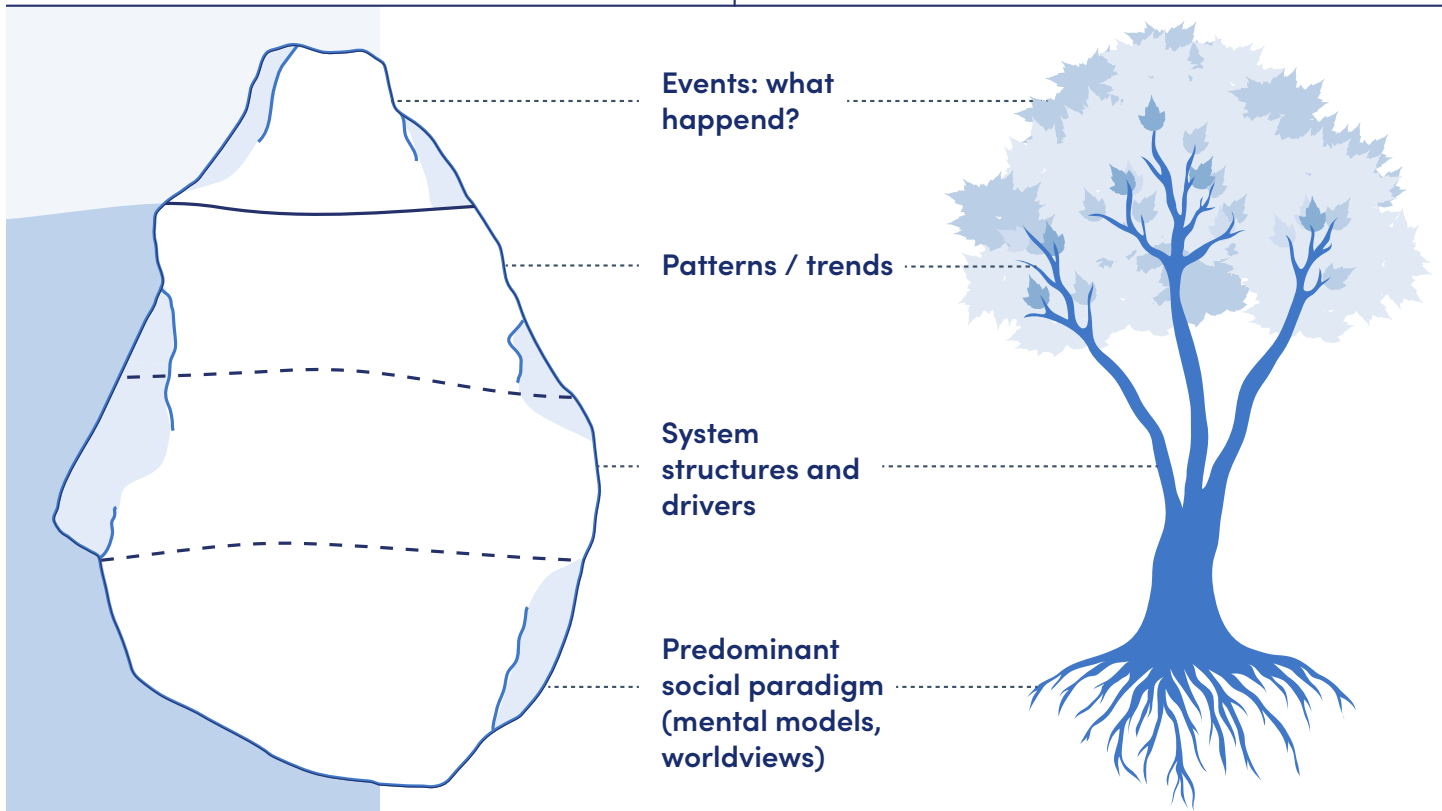 Events: what
happend?
Patterns / trends
System
structures and
drivers
Predominant
social paradigm
(mental models,
worldviews)